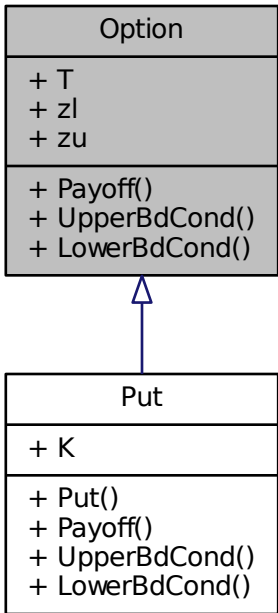 Option
+ T
+ zl
+ zu
+ Payoff()
+ UpperBdCond()
+ LowerBdCond()
Put
+ K
+ Put()
+ Payoff()
+ UpperBdCond()
+ LowerBdCond()